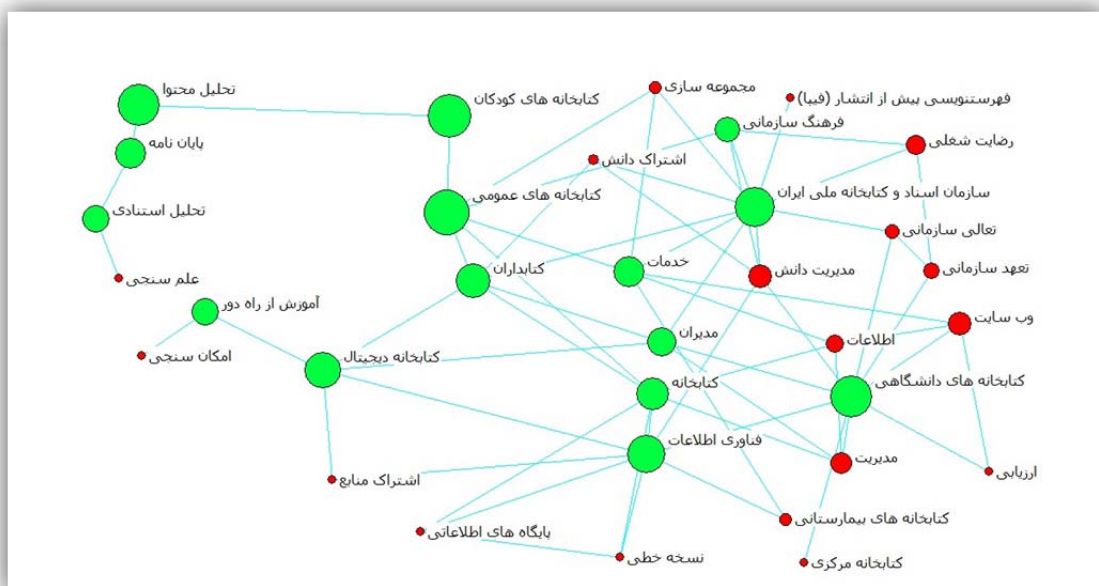 تحلیل محتوا
کتابخانه های کودکان
مجموعه سازی
فهرستنویسی پیش از انتشار (فیپا)
فرهنگ سازمانی
رضایت شغلی
پایان نامه
اشتراک دانش
کتابخانه های عمومی
سازمان اسناد و کتابخانه ملی ایران
تحلیل استنادی
تعالی سازمانی
علم سنجی
کتابداران
خدمات
مدیریت دانش
تعهد سازمانی
آموزش از راه دور
وب سایت
امکان سنجی
کتابخانه دیجیتال
مدیران
اطلاعات
کتابخانه
کتابخانه های دانشگاهی
فناوری اطلاعات
مدیریت
ارزیابی
اشتراک منابع
پایگاه های اطلاعاتی
کتابخانه های بیمارستانی
نسخه خطی
کتابخانه مرکزی